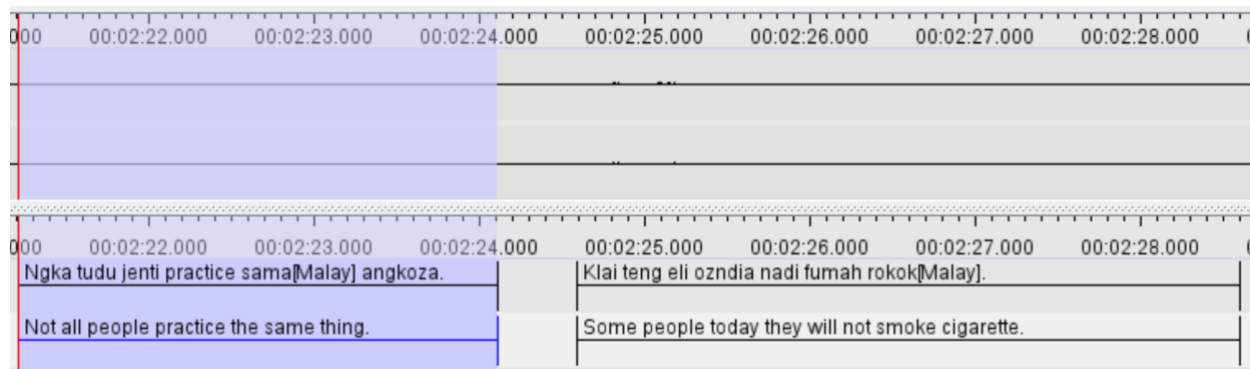 000 00:02:22.000 00:02:23.000 00:02:24.000 00:02:25.000 00:02:26.000 00:02:27.000 00:02:28.000
000 00:02:22.000 00:02:23.000 00:02:24.000 00:02:25.000 00:02:26.000 00:02:27.000 00:02:28.000
Ngka tudu jenti practice sama[Malay] angkoza. Klai teng eli ozndia nadi fumah rokok[Malay].
Not all people practice the same thing. Some people today they will not smoke cigarette.